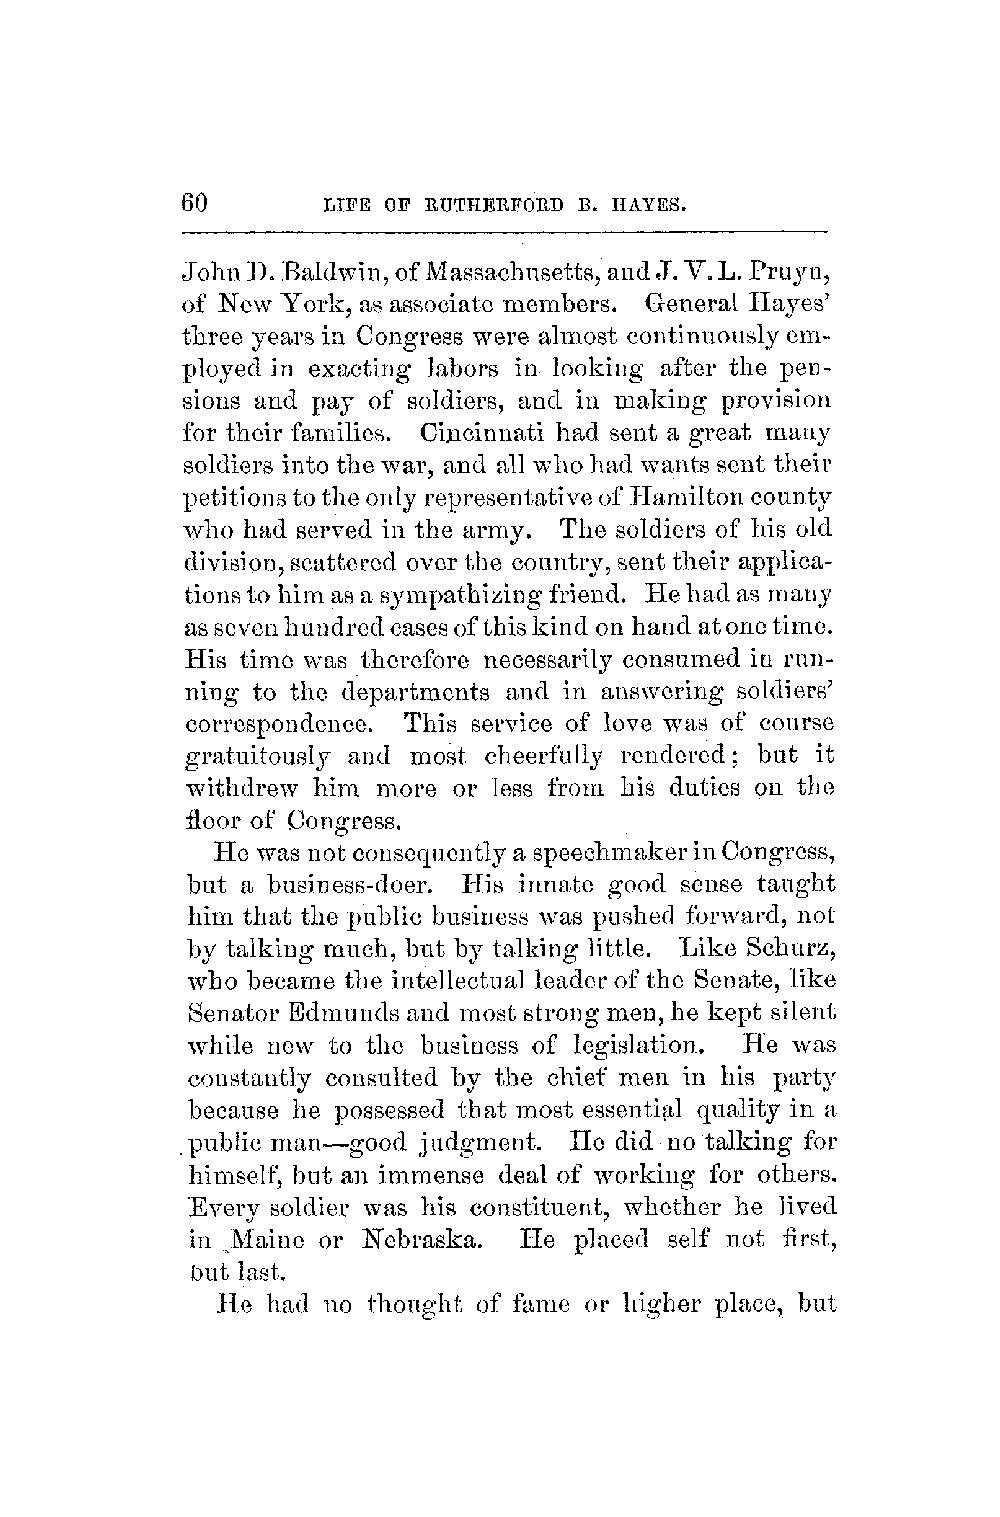 60 LIFE OF RUTHERFORD B. HAYES.
John D. Baldwin, of Massachusetts, and J. V. L. Pruyn,
of New York, as associate members. General Hayes'
three years in Congress were almost continuously em-
ployed in exacting labors in looking after the pen-
sions and pay of soldiers, and in making provision
for their families. Cincinnati had sent a great many
soldiers into the war, and all who had wants sent their
petitions to the only representative of Hamilton county
who had served in the army. The soldiers of his old
division, scattered over the country, sent their applica-
tions to him as a sympathizing friend. He had as many
as seven hundred cases of this kind on hand at one time.
His time was therefore necessarily consumed in run-
ning to the departments and in answering soldiers'
correspondence. This service of love was of course
gratuitously and most cheerfully rendered; but it
withdrew him more or less from his duties on the
floor of Congress.
He was not consequently a speechmaker in Congress,
but a business-doer. His innate good sense taught
him that the public business was pushed forward, not
by talking much, but by talking little. Like Schurz,
who became the intellectual leader of the Senate, like
Senator Edmunds and most strong men, he kept silent
while new to the business of legislation. He was
constantly consulted by the chief men in his party
because he possessed that most essential quality in a
public man—good judgment. He did no talking for
himself, but an immense deal of working for others.
Every soldier was his constituent, whether he lived
in Maine or Nebraska. He placed self not first,
but last.
He had no thought of fame or higher place, but